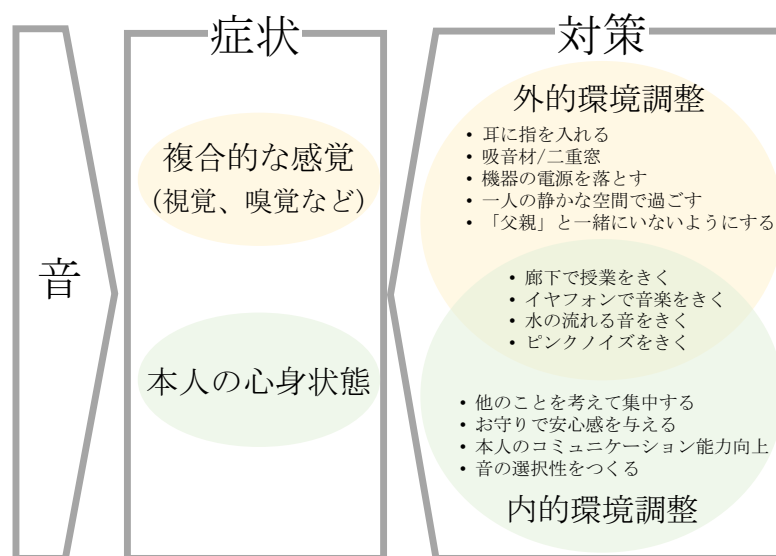 音
症状
複合的な感覚
(視覚、嗅覚など)
本人の心身状態
対策
外的環境調整
• 耳に指を入れる
• 吸音材/二重窓
• 機器の電源を落とす
• 一人の静かな空間で過ごす
• 「父親」と一緒にいないようにする
• 廊下で授業をきく
• イヤフォンで音楽をきく
• 水の流れる音をきく
• ピンクノイズをきく
• 他のことを考えて集中する
• お守りで安心感を与える
• 本人のコミュニケーション能力向上
• 音の選択性をつくる
内的環境調整